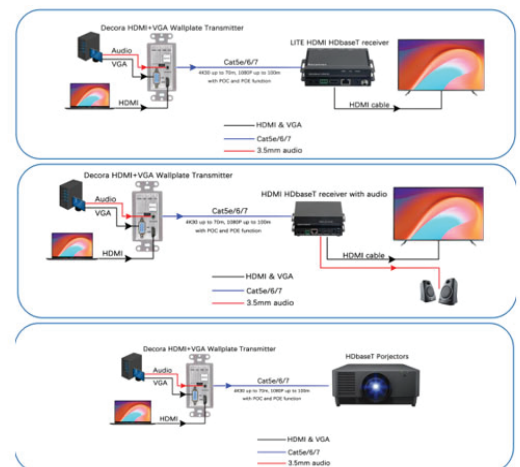 Decora HDMI+VGA Wallplate Transmitter
Audio
VGA
HDMI
Cat5e/6/7
4K30 up to 70m, 1080P up to 100m
with POC and POE function
LITE HDMI HDbaseT receiver
HDMI cable
HDMI & VGA
Cat5e/6/7
3.5mm audio
Decora HDMI+VGA Wallplate Transmitter
Audio
VGA
HDMI
Cat5e/6/7
4K30 up to 70m, 1080P up to 100m
with POC and POE function
HDMI HDbaseT receiver with audio
HDMI cable
HDMI & VGA
Cat5e/6/7
3.5mm audio
Decora HDMI+VGA Wallplate Transmitter
Audio
VGA
HDMI
Cat5e/6/7
4K30 up to 70m, 1080P up to 100m
with POC and POE function
HDbaseT Porjectors
HDMI & VGA
Cat5e/6/7
3.5mm audio